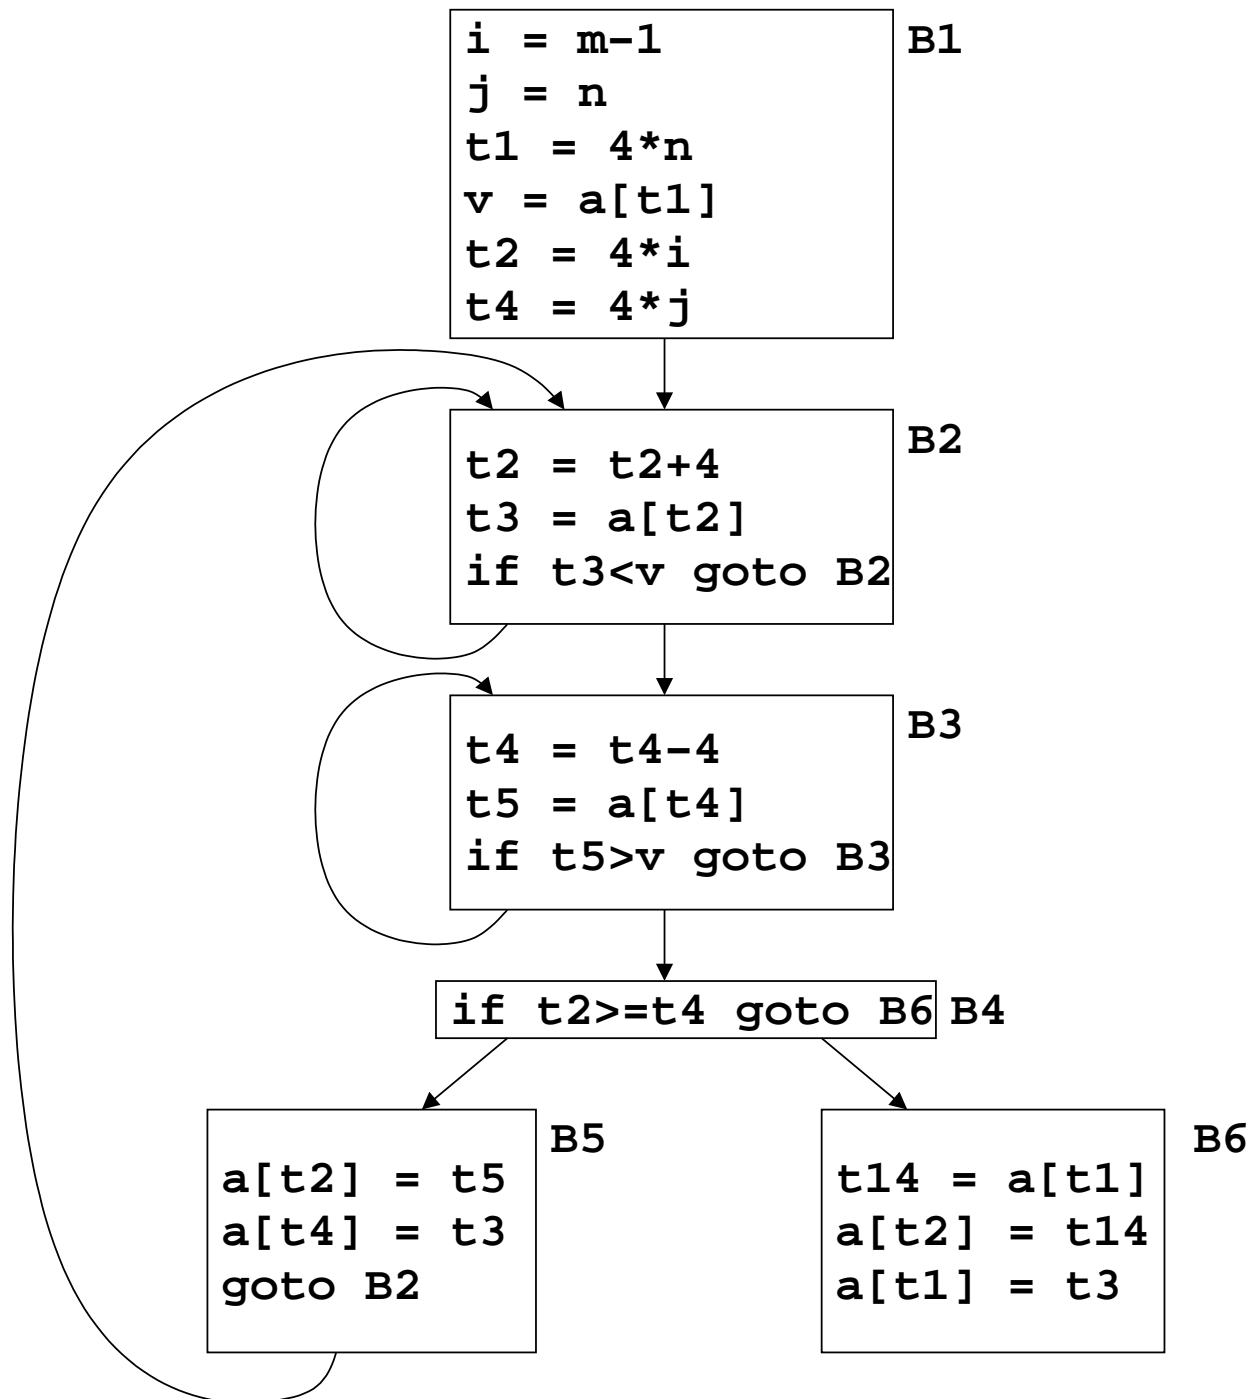 i = m-1
B1
j = n
t1 = 4*n
v = a[t1]
t2 = 4*i
t4 = 4*j
B2
t2 = t2+4
t3 = a[t2]
if t3<v goto B2
B3
t4 = t4-4
t5 = a[t4]
if t5>v goto B3
if t2>=t4 goto B6
B4
B5
a[t2] = t5
a[t4] = t3
goto B2
B6
t14 = a[t1]
a[t2] = t14
a[t1] = t3